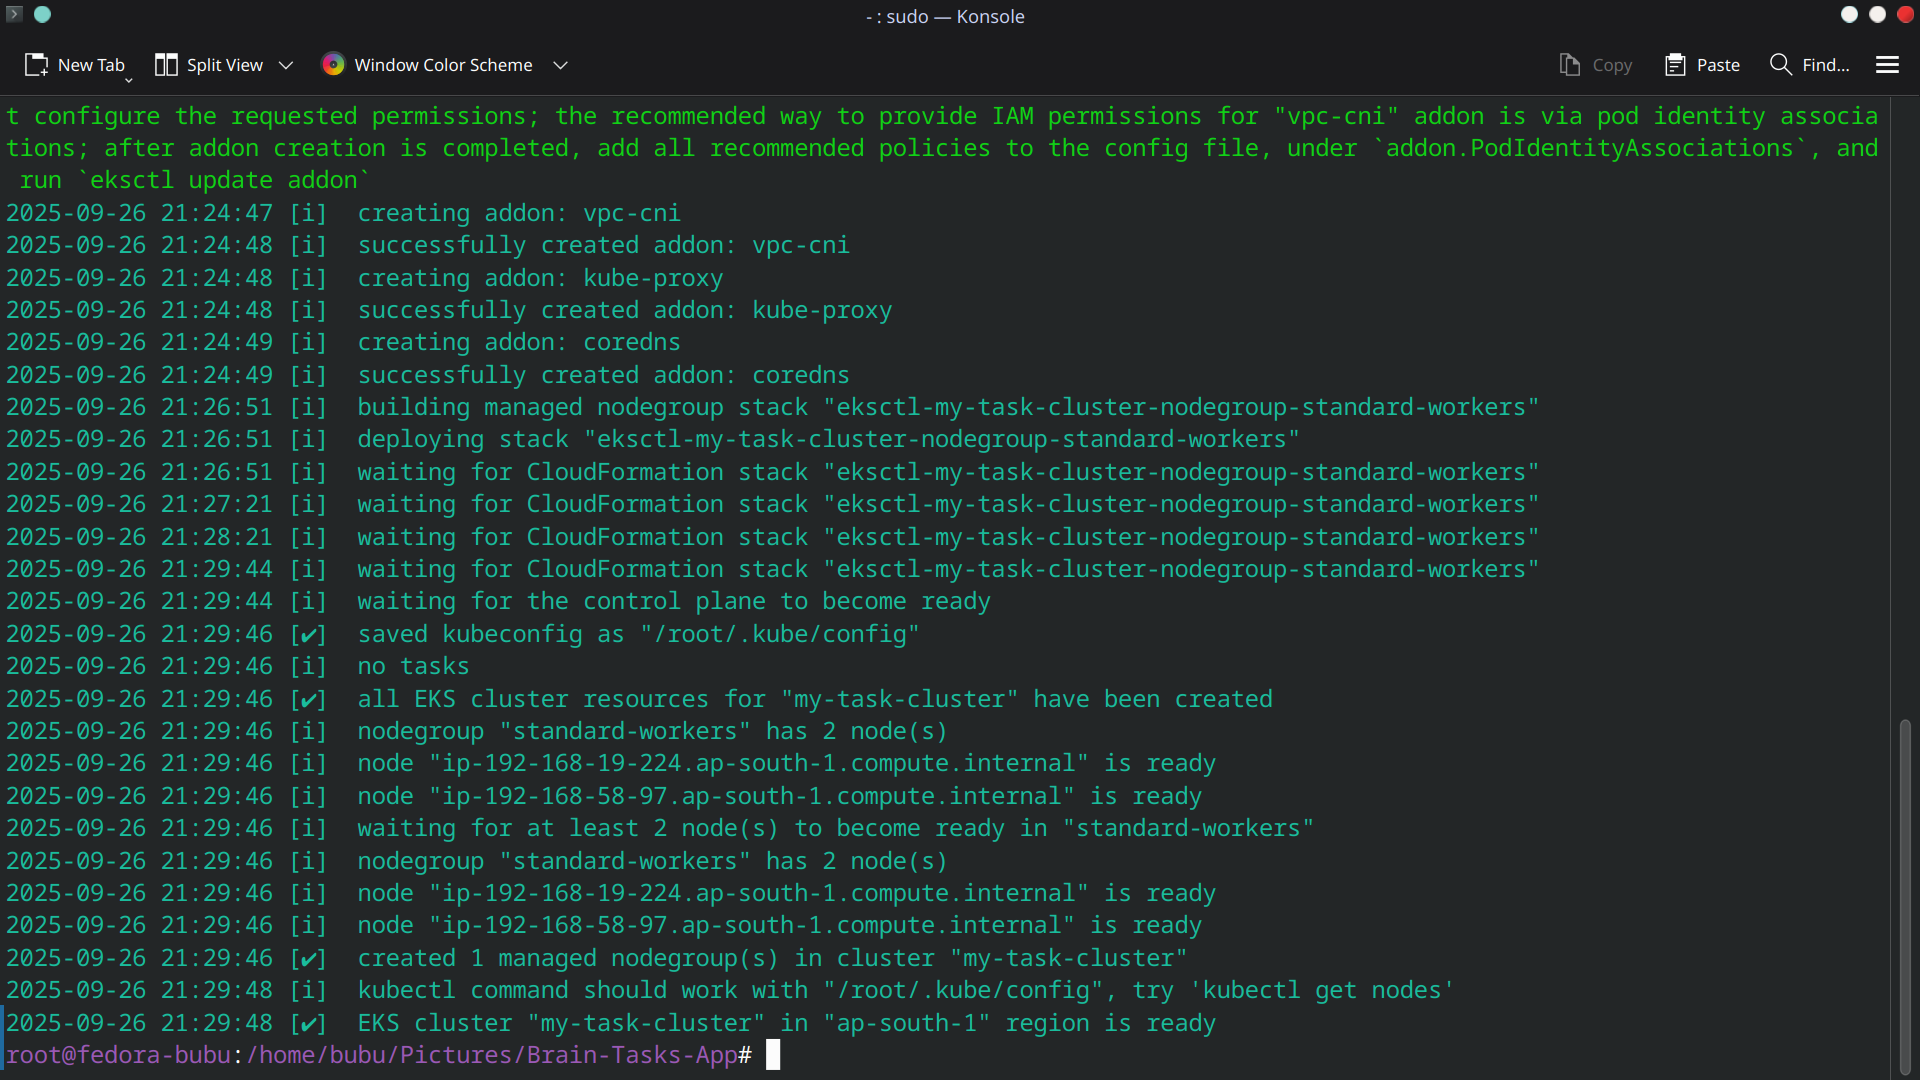 - : sudo — Konsole
New Tab Split View Window Color Scheme Copy Paste Find...
t configure the requested permissions; the recommended way to provide IAM permissions for "vpc-cni" addon is via pod identity associa
tions; after addon creation is completed, add all recommended policies to the config file, under `addon.PodIdentityAssociations`, and
 run `eksctl update addon`
2025-09-26 21:24:47 [i]  creating addon: vpc-cni
2025-09-26 21:24:48 [i]  successfully created addon: vpc-cni
2025-09-26 21:24:48 [i]  creating addon: kube-proxy
2025-09-26 21:24:48 [i]  successfully created addon: kube-proxy
2025-09-26 21:24:49 [i]  creating addon: coredns
2025-09-26 21:24:49 [i]  successfully created addon: coredns
2025-09-26 21:26:51 [i]  building managed nodegroup stack "eksctl-my-task-cluster-nodegroup-standard-workers"
2025-09-26 21:26:51 [i]  deploying stack "eksctl-my-task-cluster-nodegroup-standard-workers"
2025-09-26 21:26:51 [i]  waiting for CloudFormation stack "eksctl-my-task-cluster-nodegroup-standard-workers"
2025-09-26 21:27:21 [i]  waiting for CloudFormation stack "eksctl-my-task-cluster-nodegroup-standard-workers"
2025-09-26 21:28:21 [i]  waiting for CloudFormation stack "eksctl-my-task-cluster-nodegroup-standard-workers"
2025-09-26 21:29:44 [i]  waiting for CloudFormation stack "eksctl-my-task-cluster-nodegroup-standard-workers"
2025-09-26 21:29:44 [i]  waiting for the control plane to become ready
2025-09-26 21:29:46 [✔]  saved kubeconfig as "/root/.kube/config"
2025-09-26 21:29:46 [i]  no tasks
2025-09-26 21:29:46 [✔]  all EKS cluster resources for "my-task-cluster" have been created
2025-09-26 21:29:46 [i]  nodegroup "standard-workers" has 2 node(s)
2025-09-26 21:29:46 [i]  node "ip-192-168-19-224.ap-south-1.compute.internal" is ready
2025-09-26 21:29:46 [i]  node "ip-192-168-58-97.ap-south-1.compute.internal" is ready
2025-09-26 21:29:46 [i]  waiting for at least 2 node(s) to become ready in "standard-workers"
2025-09-26 21:29:46 [i]  nodegroup "standard-workers" has 2 node(s)
2025-09-26 21:29:46 [i]  node "ip-192-168-19-224.ap-south-1.compute.internal" is ready
2025-09-26 21:29:46 [i]  node "ip-192-168-58-97.ap-south-1.compute.internal" is ready
2025-09-26 21:29:46 [✔]  created 1 managed nodegroup(s) in cluster "my-task-cluster"
2025-09-26 21:29:48 [i]  kubectl command should work with "/root/.kube/config", try 'kubectl get nodes'
2025-09-26 21:29:48 [✔]  EKS cluster "my-task-cluster" in "ap-south-1" region is ready
root@fedora-bubu:/home/bubu/Pictures/Brain-Tasks-App#